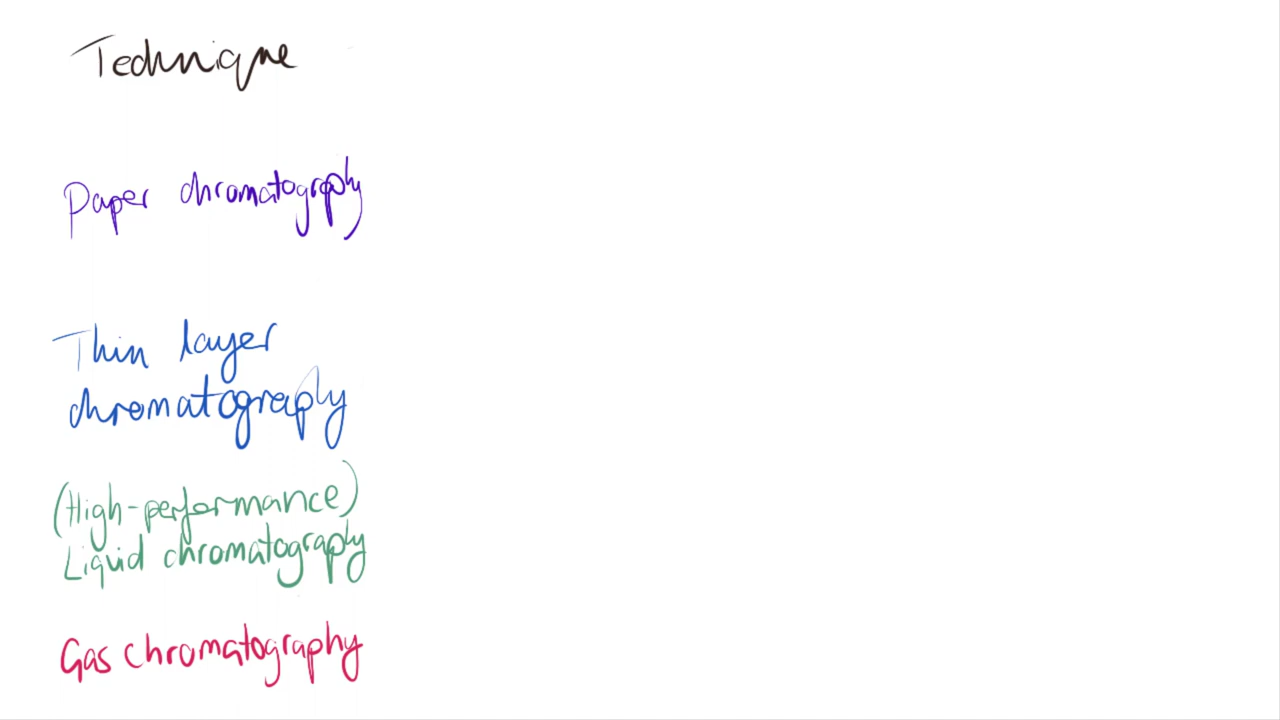 Technique
Paper chromatography
Thin layer
chromatography
(High-performance)
Liquid chromatography
Gas chromatography